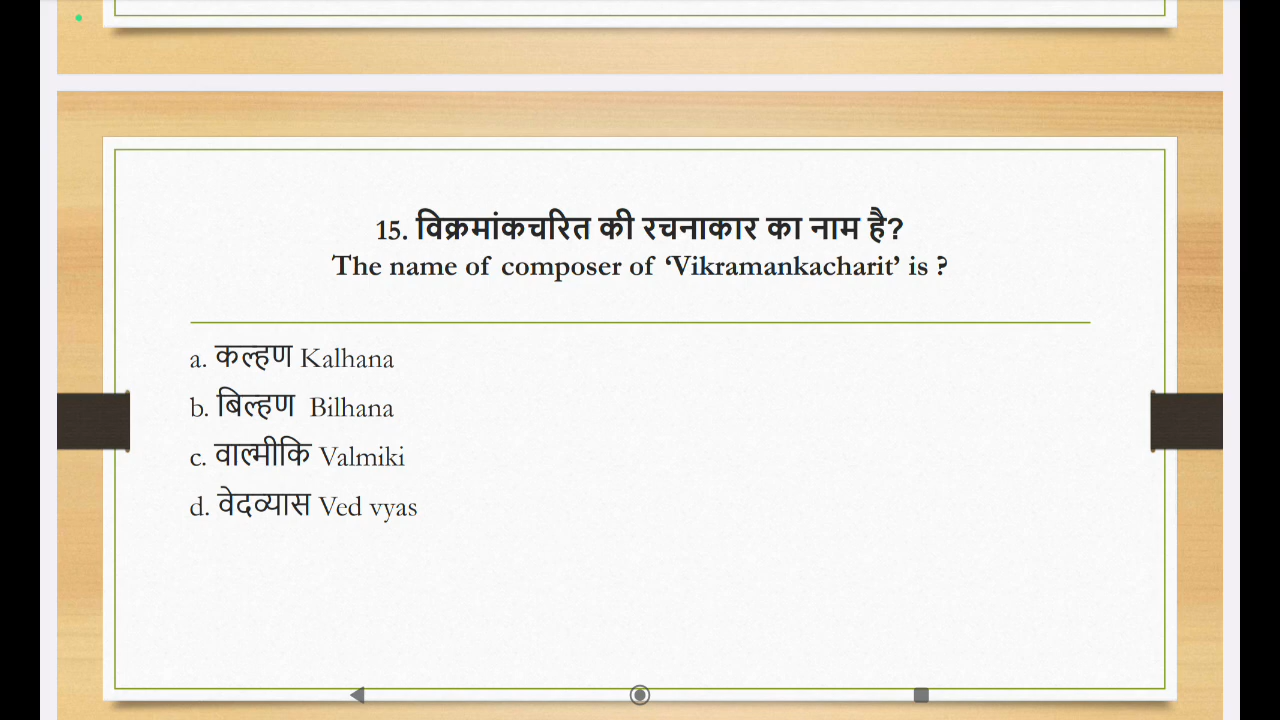 15. विक्रमांकचरित की रचनाकार का नाम है?
The name of composer of ‘Vikramankacharit’ is ?
a. कल्हण Kalhana
b. बिल्हण Bilhana
c. वाल्मीकि Valmiki
d. वेदव्यास Ved vyas